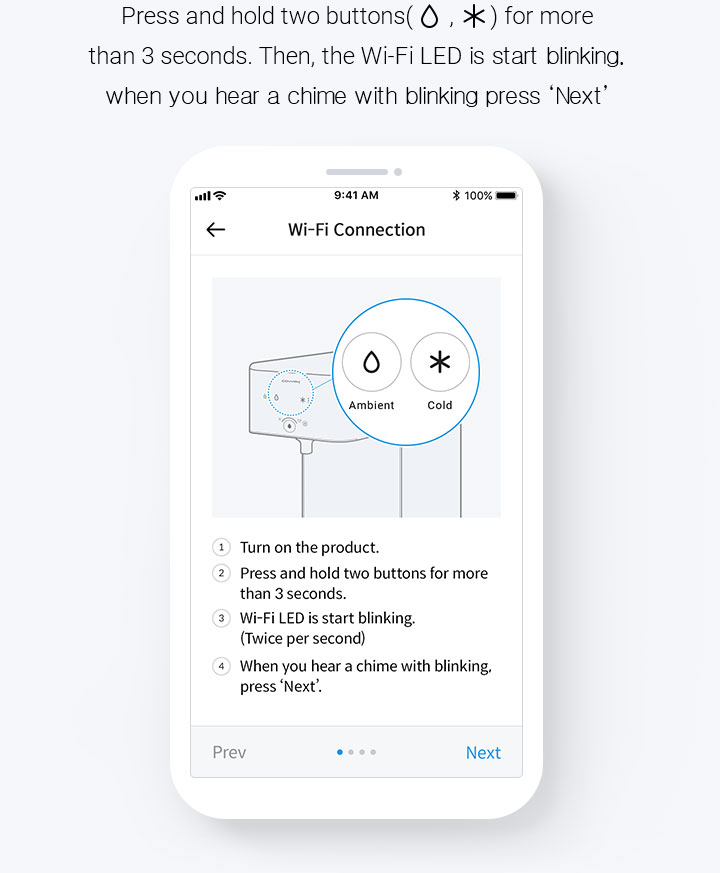 Press and hold two buttons( , ) for more
than 3 seconds. Then, the Wi-Fi LED is start blinking.
when you hear a chime with blinking press ‘Next’
9:41 AM
100%
Wi-Fi Connection
Ambient
Cold
1 Turn on the product.
2 Press and hold two buttons for more
than 3 seconds.
3 Wi-Fi LED is start blinking.
(Twice per second)
4 When you hear a chime with blinking,
press ‘Next’.
Prev
Next